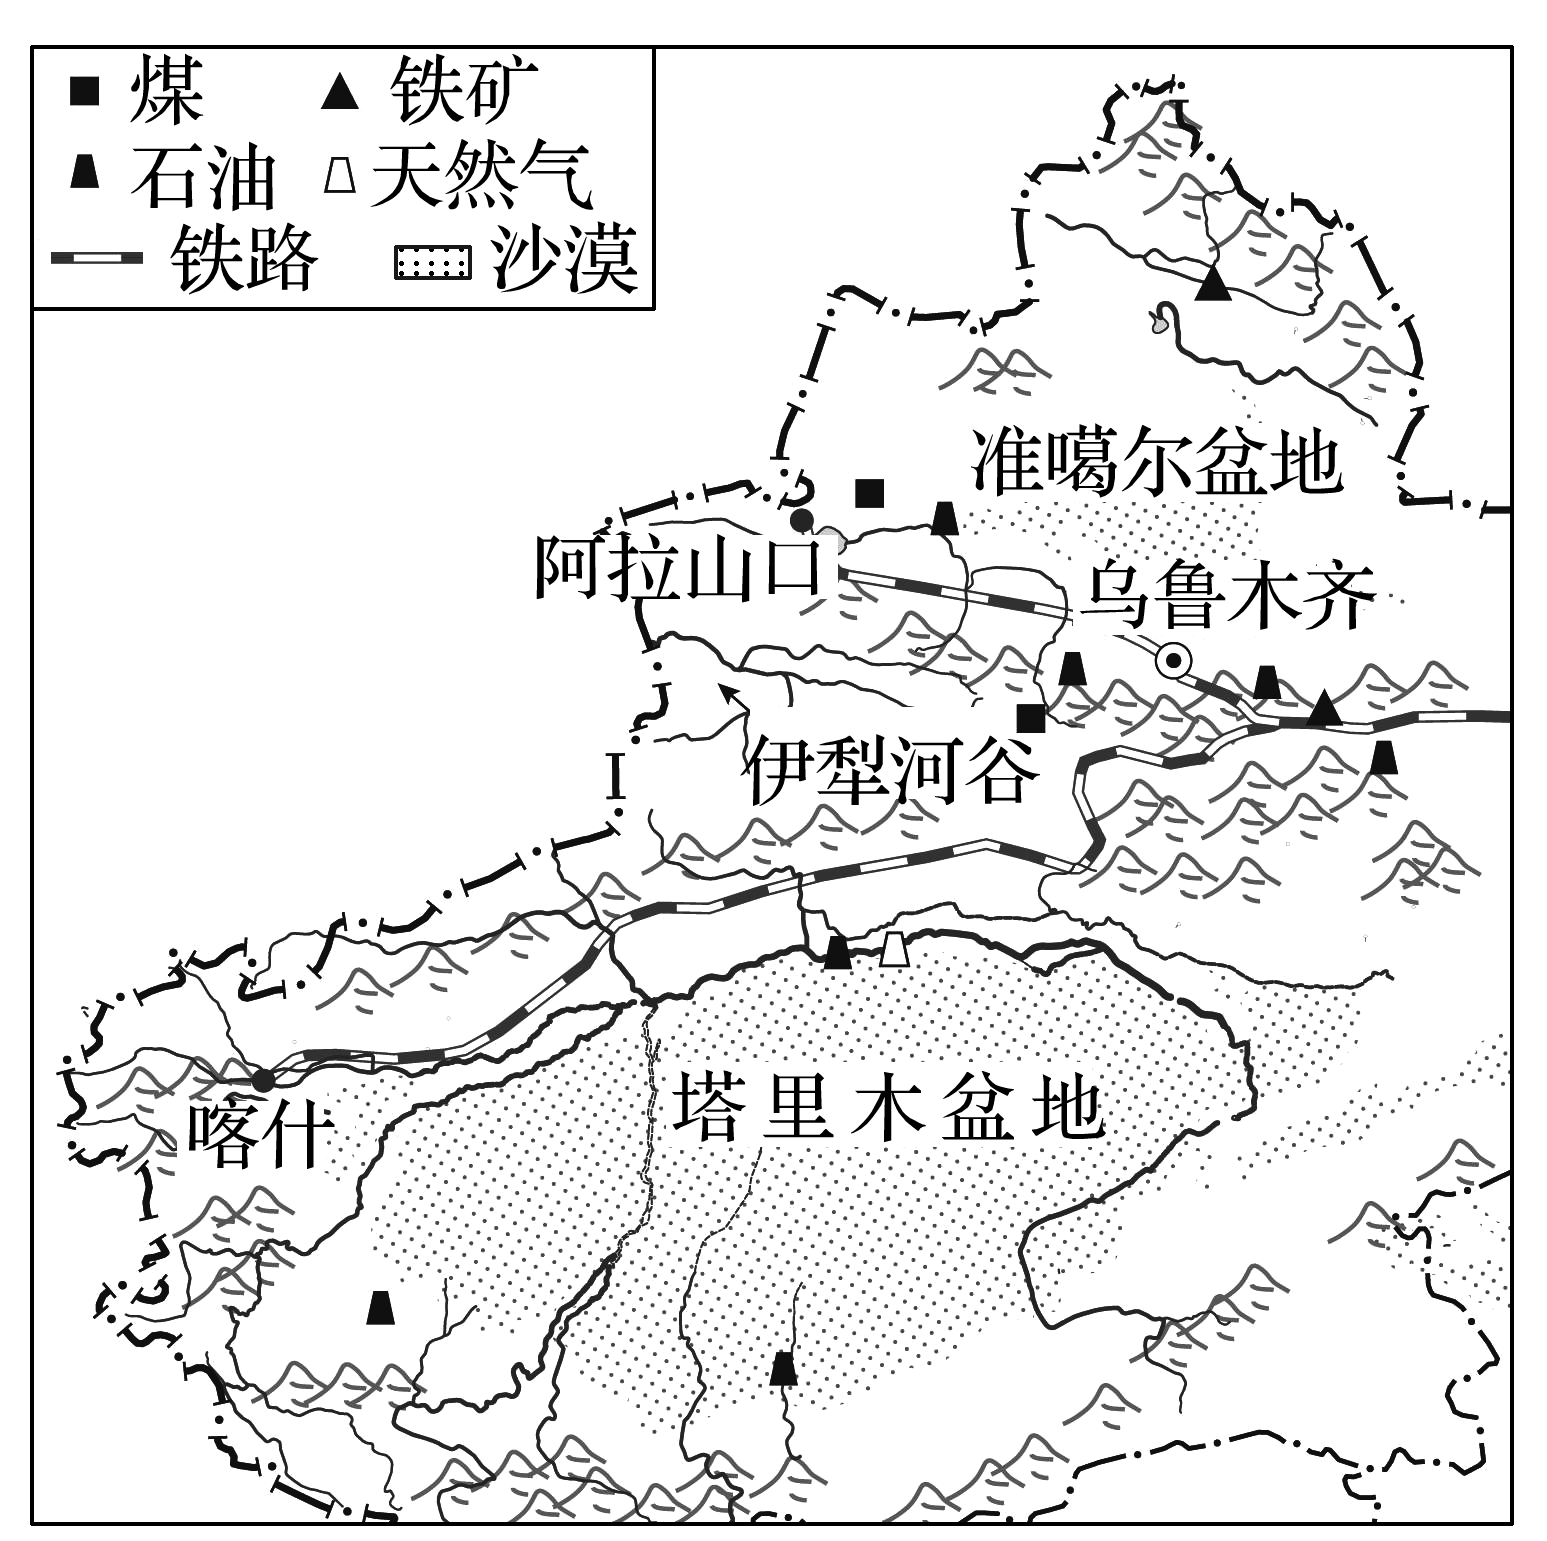 煤 铁矿
石油 天然气
铁路 沙漠
准噶尔盆地
阿拉山口
乌鲁木齐
伊犁河谷
塔里木盆地
喀什